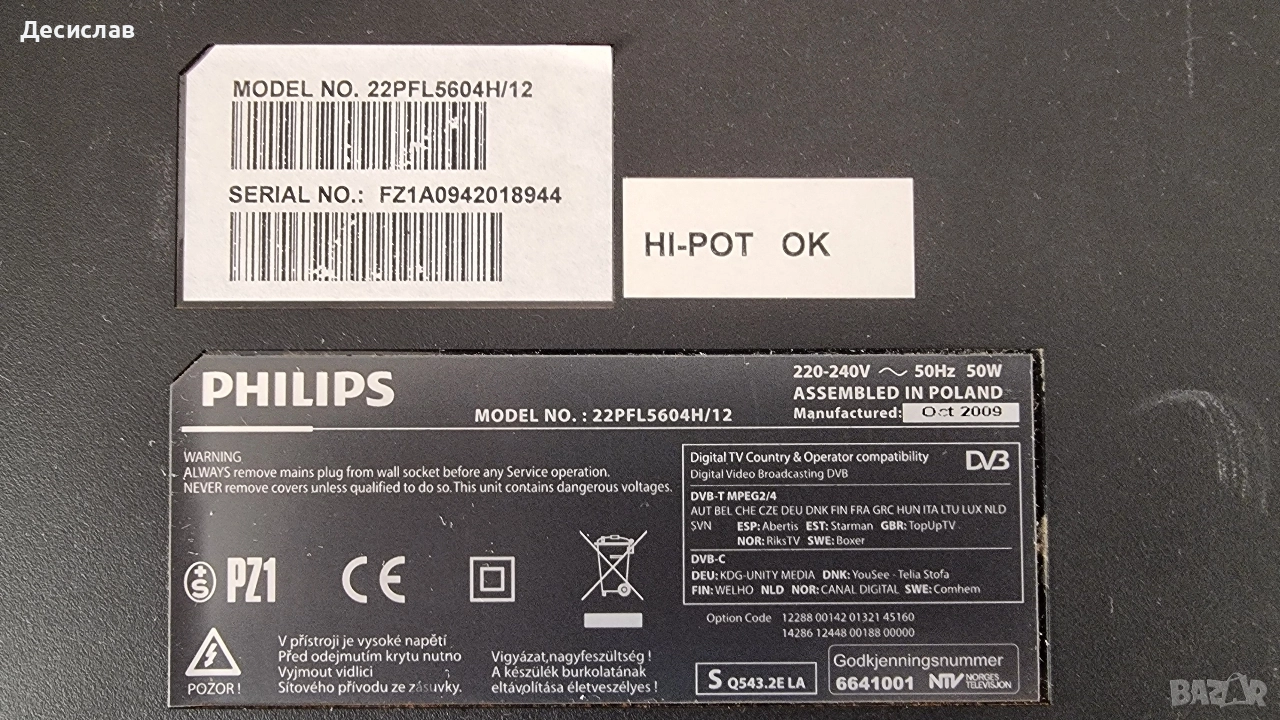 Десислав
MODEL NO. 22PFL5604H/12
SERIAL NO.: FZ1A0942018944
HI-POT OK
PHILIPS
MODEL NO. : 22PFL5604H/12
220-240V ~ 50Hz 50W
ASSEMBLED IN POLAND
Manufactured: Oct 2009
WARNING
ALWAYS remove mains plug from wall socket before any Service operation.
NEVER remove covers unless qualified to do so. This unit contains dangerous voltages.
Digital TV Country & Operator compatibility DVB
Digital Video Broadcasting DVB
DVB-T MPEG2/4
AUT BEL CHE CZE DEU DNK FIN FRA GRC HUN ITA LTU LUX NLD
SVN ESP: Abertis EST: Starman GBR: TopUpTV
NOR: RiksTV SWE: Boxer
DVB-C
DEU: KDG-UNITY MEDIA DNK: YouSee - Telia Stofa
FIN: WELHO NLD NOR: CANAL DIGITAL SWE: Comhem
Option Code 12288 00142 01321 45160
14286 12448 00188 00000
+S PZ1 CE
POZOR !
V přístroji je vysoké napětí
Před odejmutím krytu nutno
Vyjmout vidlici
Sítového přívodu ze zásuvky.
Vigyázat,nagyfeszültség !
A készülék burkolatának
eltávolítása életveszélyes !
S Q543.2E LA
Godkjenningsnummer
6641001 NTV NORGES
TELEVISJON
BAZAR